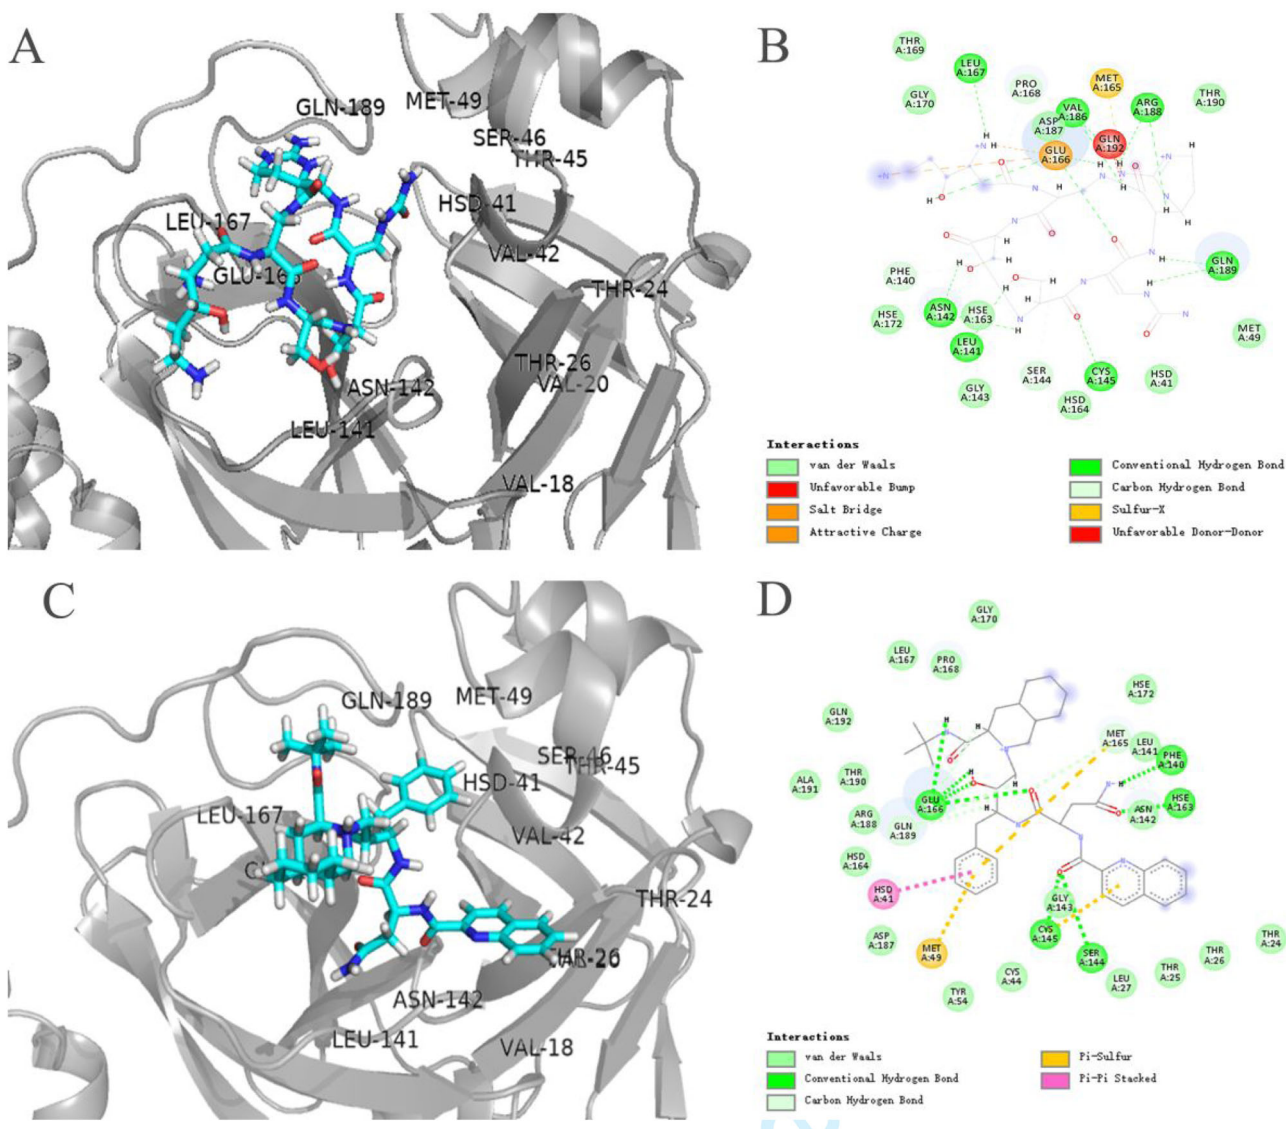 A
GLN-189
MET-49
SER-46
THR-45
LEU-167
HSD-41
VAL-42
THR-24
THR-26
VAL-20
ASN-142
LEU-141
VAL-18
B
THR
A:169
LEU
A:167
GLY
A:170
PRO
A:168
MET
A:165
VAL
A:186
ARG
A:188
THR
A:190
ASP
A:187
GLN
A:192
GLU
A:166
GLN
A:189
PHE
A:140
HSE
A:172
ASN
A:142
HSE
A:163
LEU
A:141
MET
A:49
GLY
A:143
SER
A:144
CYS
A:145
HSD
A:41
HSD
A:164
Interactions
van der Waals
Unfavorable Bump
Salt Bridge
Attractive Charge
Conventional Hydrogen Bond
Carbon Hydrogen Bond
Sulfur-X
Unfavorable Donor-Donor
C
GLN-189
MET-49
SER-46
THR-45
HSD-41
LEU-167
VAL-42
THR-24
ASN-142
LEU-141
VAL-18
D
GLY
A:170
LEU
A:167
PRO
A:168
HSE
A:172
GLN
A:192
MET
A:165
LEU
A:141
PHE
A:140
ALA
A:191
THR
A:190
GLU
A:166
ASN
A:142
HSE
A:163
ARG
A:188
GLN
A:189
HSD
A:164
HSD
A:41
GLY
A:143
ASP
A:187
MET
A:49
CYS
A:145
SER
A:144
THR
A:24
THR
A:26
THR
A:25
LEU
A:27
CYS
A:44
TYR
A:54
Interactions
van der Waals
Conventional Hydrogen Bond
Carbon Hydrogen Bond
Pi-Sulfur
Pi-Pi Stacked